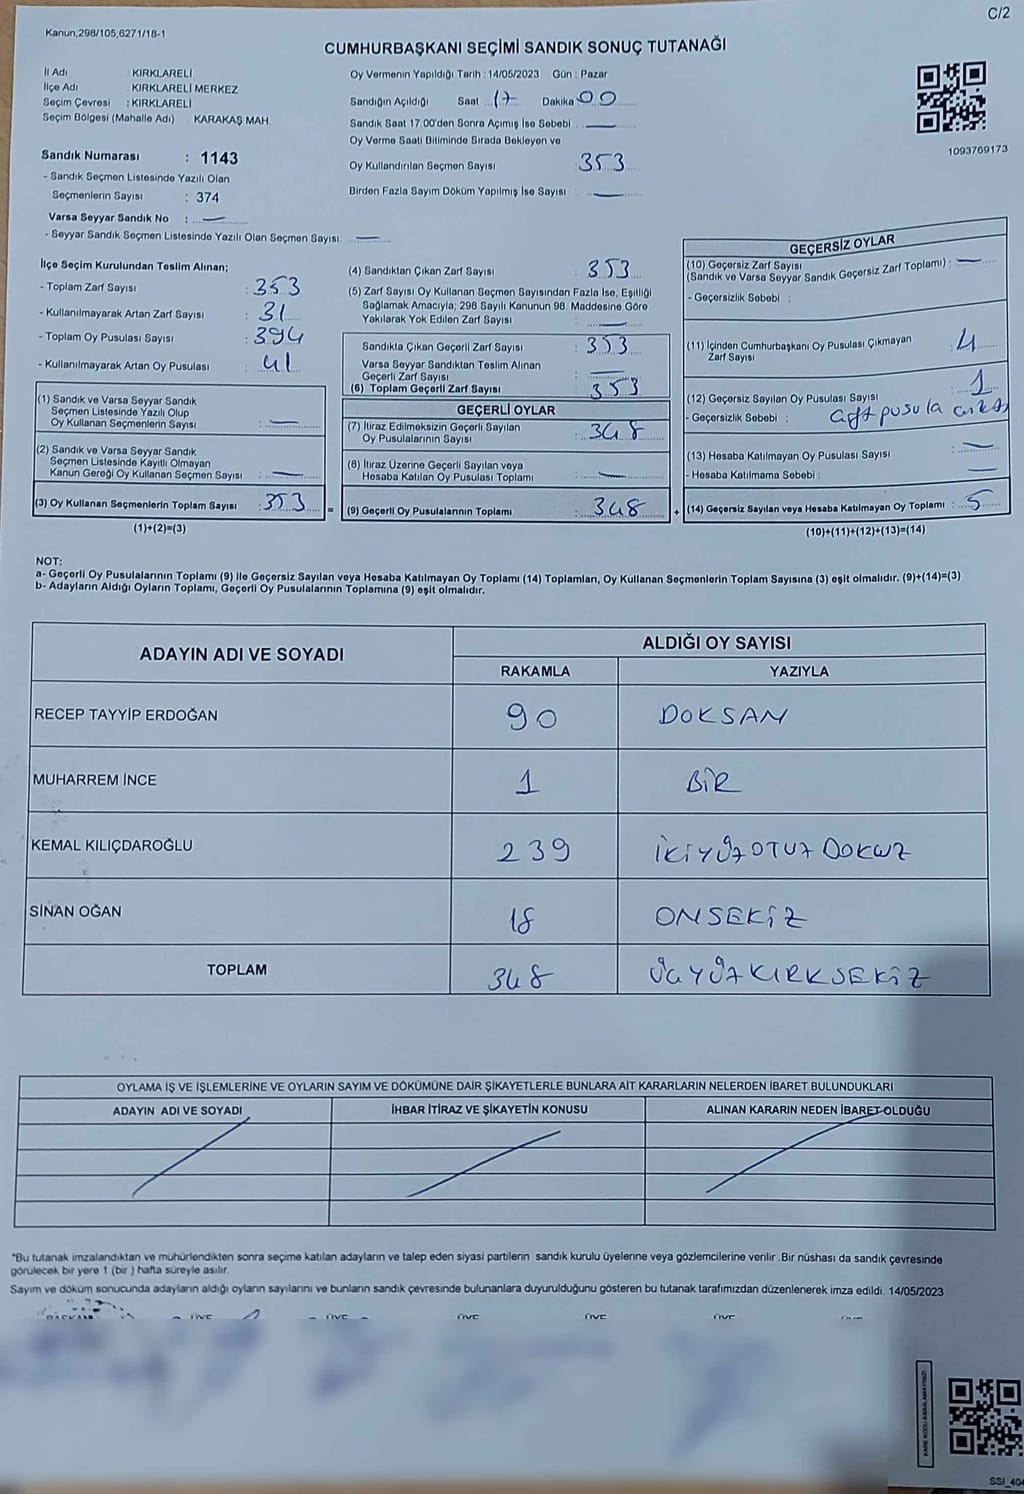 C/2
Kanun,298/105,6271/18-1
CUMHURBAŞKANI SEÇİMİ SANDIK SONUÇ TUTANAĞI
İl Adı : KIRKLARELİ
İlçe Adı : KIRKLARELİ MERKEZ
Seçim Çevresi : KIRKLARELİ
Seçim Bölgesi (Mahalle Adı) : KARAKAŞ MAH.
Sandık Numarası : 1143
- Sandık Seçmen Listesinde Yazılı Olan
Seçmenlerin Sayısı : 374
Varsa Seyyar Sandık No : —
- Seyyar Sandık Seçmen Listesinde Yazılı Olan Seçmen Sayısı: —
Oy Vermenin Yapıldığı Tarih : 14/05/2023 Gün : Pazar
Sandığın Açıldığı Saat 17 Dakika 00
Sandık Saat 17.00'den Sonra Açımış İse Sebebi —
Oy Verme Saati Bitiminde Sırada Bekleyen ve
Oy Kullandırılan Seçmen Sayısı 353
Birden Fazla Sayım Döküm Yapılmış İse Sayısı —
1093769173
İlçe Seçim Kurulundan Teslim Alınan;
- Toplam Zarf Sayısı : 353
- Kullanılmayarak Artan Zarf Sayısı : 31
- Toplam Oy Pusulası Sayısı : 394
- Kullanılmayarak Artan Oy Pusulası : 41
(1) Sandık ve Varsa Seyyar Sandık
Seçmen Listesinde Yazılı Olup
Oy Kullanan Seçmenlerin Sayısı : —
(2) Sandık ve Varsa Seyyar Sandık
Seçmen Listesinde Kayıtlı Olmayan
Kanun Gereği Oy Kullanan Seçmen Sayısı : —
(3) Oy Kullanan Seçmenlerin Toplam Sayısı : 353 =
(1)+(2)=(3)
(4) Sandıktan Çıkan Zarf Sayısı : 353
(5) Zarf Sayısı Oy Kullanan Seçmen Sayısından Fazla İse, Eşitliği
Sağlamak Amacıyla; 298 Sayılı Kanunun 98. Maddesine Göre
Yakılarak Yok Edilen Zarf Sayısı : —
Sandıkta Çıkan Geçerli Zarf Sayısı : 353
Varsa Seyyar Sandıktan Teslim Alınan
Geçerli Zarf Sayısı : —
(6) Toplam Geçerli Zarf Sayısı : 353
GEÇERLİ OYLAR
(7) İtiraz Edilmeksizin Geçerli Sayılan
Oy Pusulalarının Sayısı : 348
(8) İtiraz Üzerine Geçerli Sayılan veya
Hesaba Katılan Oy Pusulası Toplamı : —
(9) Geçerli Oy Pusulalarının Toplamı : 348 +
GEÇERSİZ OYLAR
(10) Geçersiz Zarf Sayısı
(Sandık ve Varsa Seyyar Sandık Geçersiz Zarf Toplamı) : —
- Geçersizlik Sebebi :
(11) İçinden Cumhurbaşkanı Oy Pusulası Çıkmayan
Zarf Sayısı : 4
(12) Geçersiz Sayılan Oy Pusulası Sayısı : 1
- Geçersizlik Sebebi : çift pusula
(13) Hesaba Katılmayan Oy Pusulası Sayısı : —
- Hesaba Katılmama Sebebi : —
(14) Geçersiz Sayılan veya Hesaba Katılmayan Oy Toplamı : 5
(10)+(11)+(12)+(13)=(14)
NOT:
a- Geçerli Oy Pusulalarının Toplamı (9) ile Geçersiz Sayılan veya Hesaba Katılmayan Oy Toplamı (14) Toplamları, Oy Kullanan Seçmenlerin Toplam Sayısına (3) eşit olmalıdır. (9)+(14)=(3)
b- Adayların Aldığı Oyların Toplamı, Geçerli Oy Pusulalarının Toplamına (9) eşit olmalıdır.
ADAYIN ADI VE SOYADI
ALDIĞI OY SAYISI
RAKAMLA YAZIYLA
RECEP TAYYİP ERDOĞAN 90 DOKSAN
MUHARREM İNCE 1 BİR
KEMAL KILIÇDAROĞLU 239 İKİYÜZOTUZ DOKUZ
SİNAN OĞAN 18 ONSEKİZ
TOPLAM 348 ÜÇYÜZKIRKSEKİZ
OYLAMA İŞ VE İŞLEMLERİNE VE OYLARIN SAYIM VE DÖKÜMÜNE DAİR ŞİKAYETLERLE BUNLARA AİT KARARLARIN NELERDEN İBARET BULUNDUKLARI
ADAYIN ADI VE SOYADI İHBAR İTİRAZ VE ŞİKAYETİN KONUSU ALINAN KARARIN NEDEN İBARET OLDUĞU
*Bu tutanak imzalandıktan ve mühürlendikten sonra seçime katılan adayların ve talep eden siyasi partilerin sandık kurulu üyelerine veya gözlemcilerine verilir .Bir nüshası da sandık çevresinde
görülecek bir yere 1 (bir ) hafta süreyle asılır.
Sayım ve döküm sonucunda adayların aldığı oyların sayılarını ve bunların sandık çevresinde bulunanlara duyurulduğunu gösteren bu tutanak tarafımızdan düzenlenerek imza edildi. 14/05/2023
BAŞKAN ÜYE ÜYE ÜYE ÜYE ÜYE ÜYE